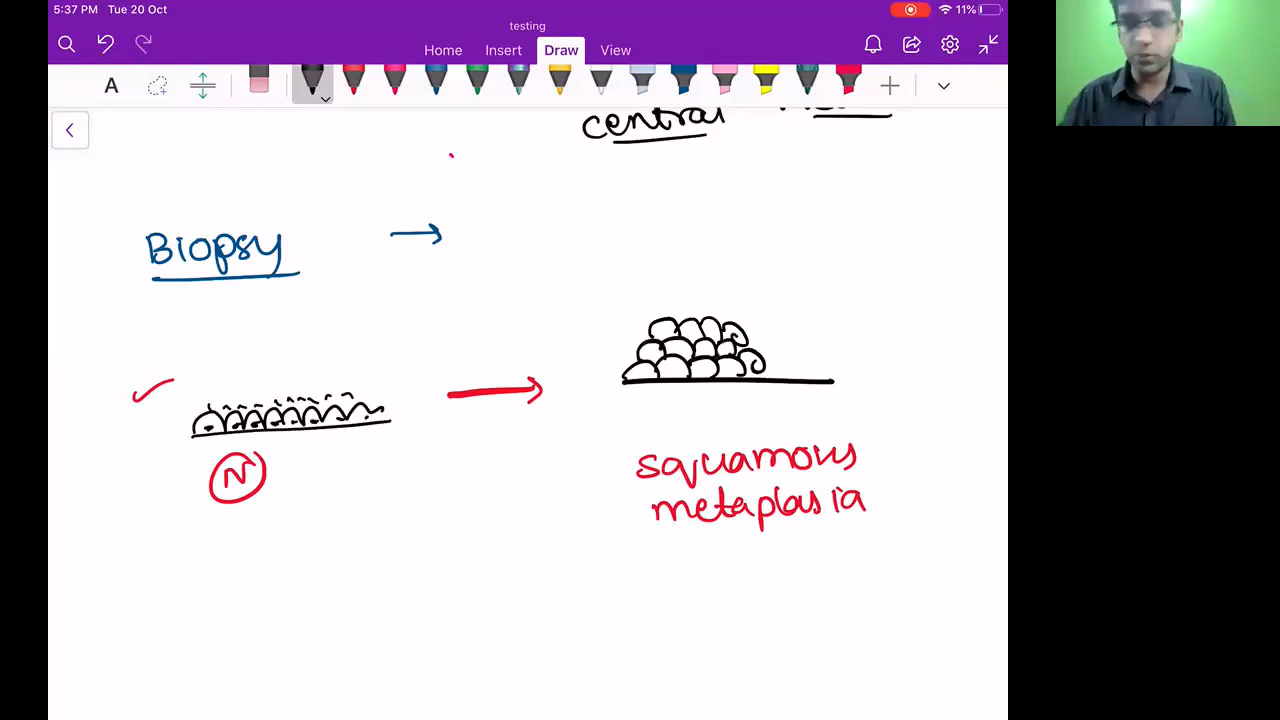 5:37 PM Tue 20 Oct
11%
testing
Home Insert Draw View
A
central
Biopsy →
N
squamous
metaplasia